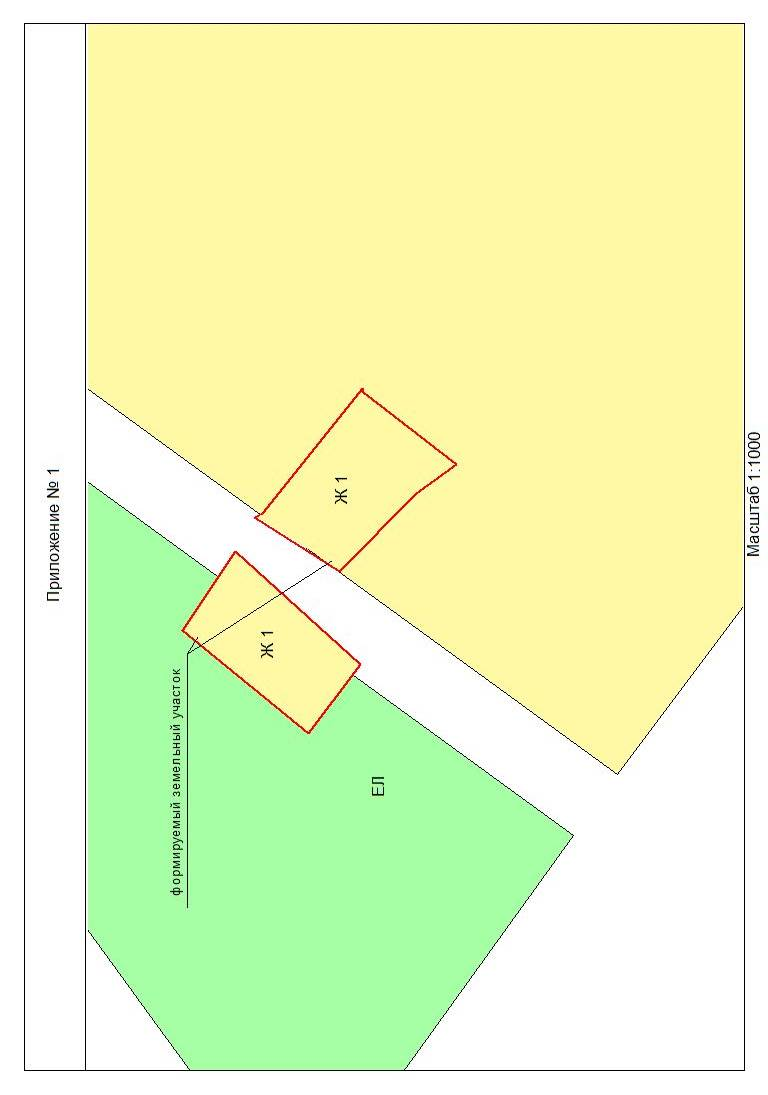 Приложение № 1
формируемый земельный участок
Ж 1
Ж 1
ЕЛ
Масштаб 1:1000